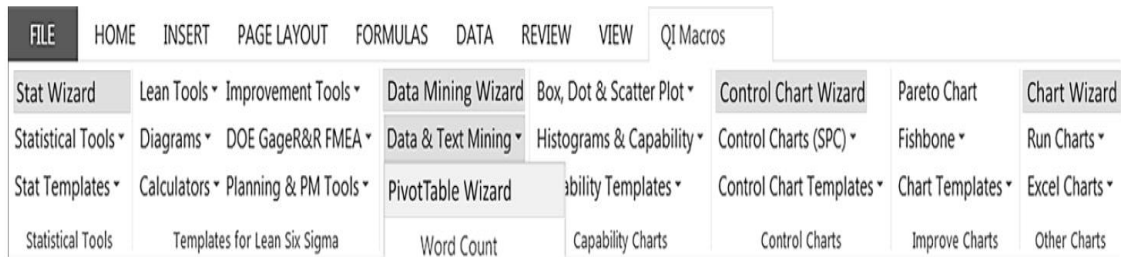 FILE HOME INSERT PAGE LAYOUT FORMULAS DATA REVIEW VIEW QI Macros
Stat Wizard Lean Tools Improvement Tools Data Mining Wizard Box, Dot & Scatter Plot Control Chart Wizard Pareto Chart Chart Wizard
Statistical Tools Diagrams DOE GageR&R FMEA Data & Text Mining Histograms & Capability Control Charts (SPC) Fishbone Run Charts
Stat Templates Calculators Planning & PM Tools PivotTable Wizard ability Templates Control Chart Templates Chart Templates Excel Charts
Statistical Tools Templates for Lean Six Sigma Word Count Capability Charts Control Charts Improve Charts Other Charts